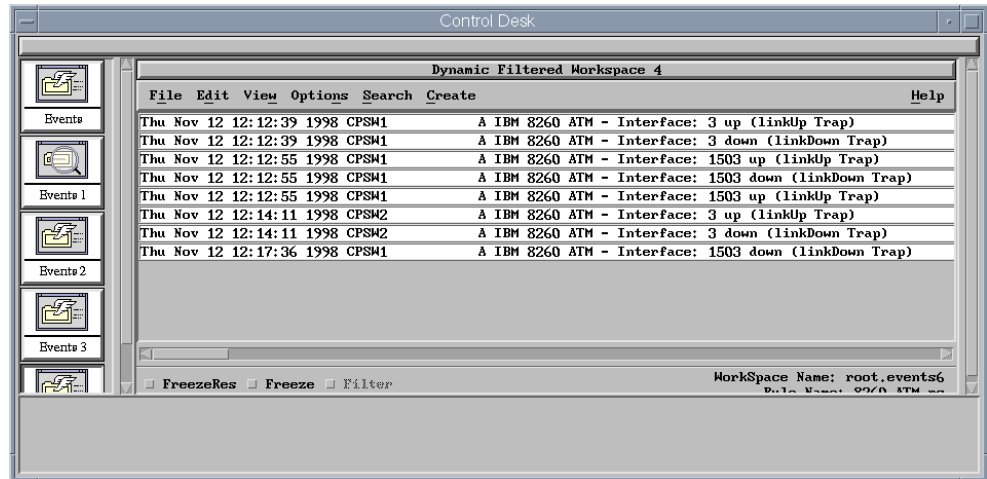 Control Desk
Dynamic Filtered Workspace 4
File Edit View Options Search Create Help
Thu Nov 12 12:12:39 1998 CPSW1 A IBM 8260 ATM - Interface: 3 up (linkUp Trap)
Thu Nov 12 12:12:39 1998 CPSW1 A IBM 8260 ATM - Interface: 3 down (linkDown Trap)
Thu Nov 12 12:12:55 1998 CPSW1 A IBM 8260 ATM - Interface: 1503 up (linkUp Trap)
Thu Nov 12 12:12:55 1998 CPSW1 A IBM 8260 ATM - Interface: 1503 down (linkDown Trap)
Thu Nov 12 12:12:55 1998 CPSW1 A IBM 8260 ATM - Interface: 1503 up (linkUp Trap)
Thu Nov 12 12:14:11 1998 CPSW2 A IBM 8260 ATM - Interface: 3 up (linkUp Trap)
Thu Nov 12 12:14:11 1998 CPSW2 A IBM 8260 ATM - Interface: 3 down (linkDown Trap)
Thu Nov 12 12:17:36 1998 CPSW1 A IBM 8260 ATM - Interface: 1503 down (linkDown Trap)
Events
Events 1
Events 2
Events 3
FreezeRes Freeze Filter
WorkSpace Name: root.events6
Rule Name: 8260 ATM